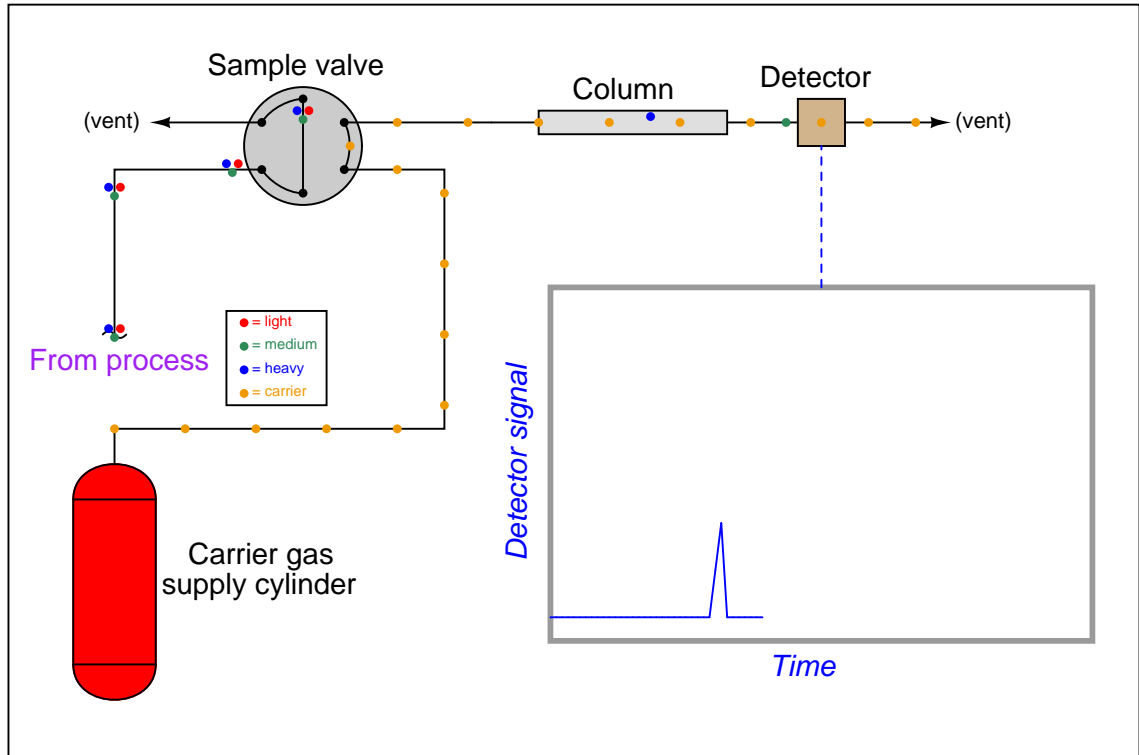 Sample valve
Column
Detector
(vent)
(vent)
= light
= medium
= heavy
= carrier
From process
Detector signal
Carrier gas
supply cylinder
Time